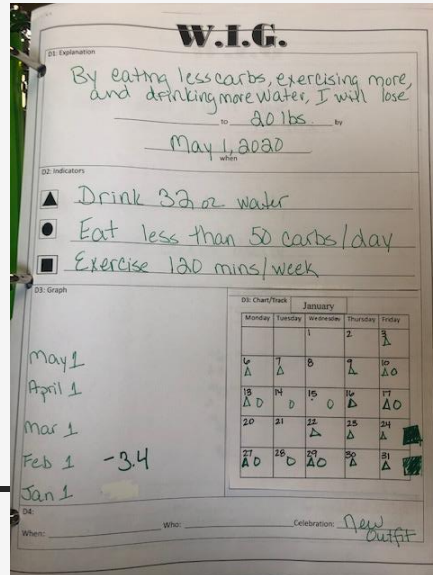 W.I.G.
D1: Explanation
By eating less carbs, exercising more,
and drinking more water, I will lose
to 20 lbs. by
May 1, 2020
when
D2: Indicators
Drink 32 oz water
Eat less than 50 carbs/day
Exercise 120 mins/week
D3: Graph
May 1
April 1
Mar 1
Feb 1 -3.4
Jan 1
D3: Chart/Track January
Monday Tuesday Wednesday Thursday Friday
1 2 3
6 7 8 9 10
13 14 15 16 17
20 21 22 23 24
27 28 29 30 31
D4:
When: Who: Celebration: New
Outfit